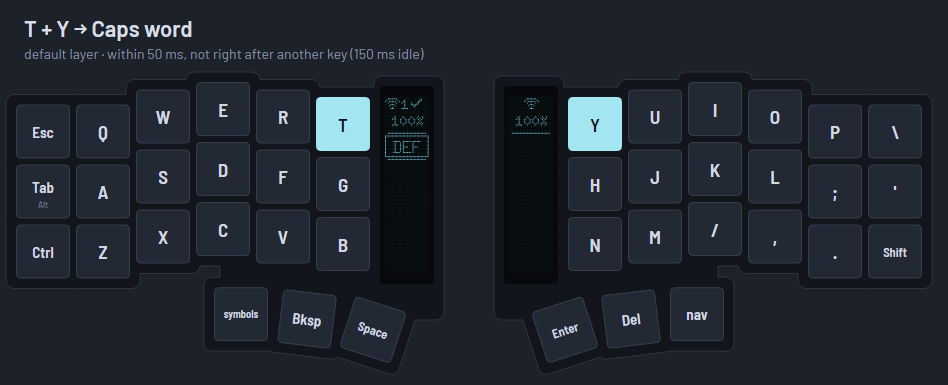 T + Y → Caps word
default layer · within 50 ms, not right after another key (150 ms idle)
Esc Q W E R T 1 100% DEF
100% Y U I O P \
Tab Alt A S D F G
H J K L ; '
Ctrl Z X C V B
N M / , . Shift
symbols Bksp Space
Enter Del nav